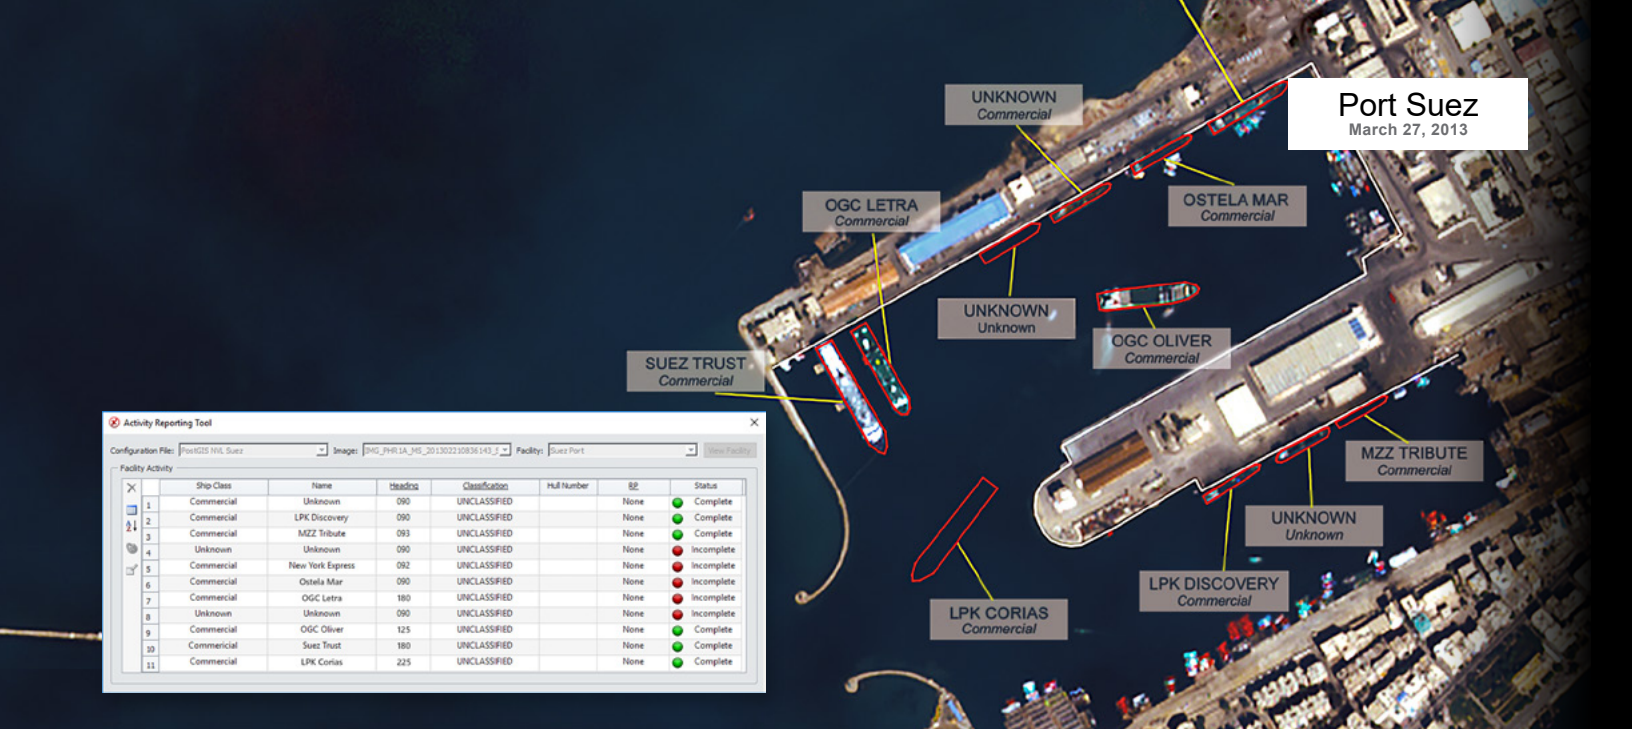 Port Suez
March 27, 2013
UNKNOWN
Commercial
OSTELA MAR
Commercial
OGC LETRA
Commercial
UNKNOWN
Unknown
OGC OLIVER
Commercial
SUEZ TRUST
Commercial
MZZ TRIBUTE
Commercial
UNKNOWN
Unknown
LPK DISCOVERY
Commercial
LPK CORIAS
Commercial
Activity Reporting Tool
Configuration File: PostGIS NVL Suez Image: Facility: Suez Port View Facility
Facility Activity
Ship Class Name Heading Classification Hull Number RP Status
1 Commercial Unknown 090 UNCLASSIFIED None Complete
2 Commercial LPK Discovery 090 UNCLASSIFIED None Complete
3 Commercial MZZ Tribute 093 UNCLASSIFIED None Complete
4 Unknown Unknown 090 UNCLASSIFIED None Incomplete
5 Commercial New York Express 092 UNCLASSIFIED None Incomplete
6 Commercial Ostela Mar 090 UNCLASSIFIED None Incomplete
7 Commercial OGC Letra 180 UNCLASSIFIED None Incomplete
8 Unknown Unknown 090 UNCLASSIFIED None Incomplete
9 Commercial OGC Oliver 125 UNCLASSIFIED None Complete
10 Commericial Suez Trust 180 UNCLASSIFIED None Complete
11 Commercial LPK Corias 225 UNCLASSIFIED None Complete